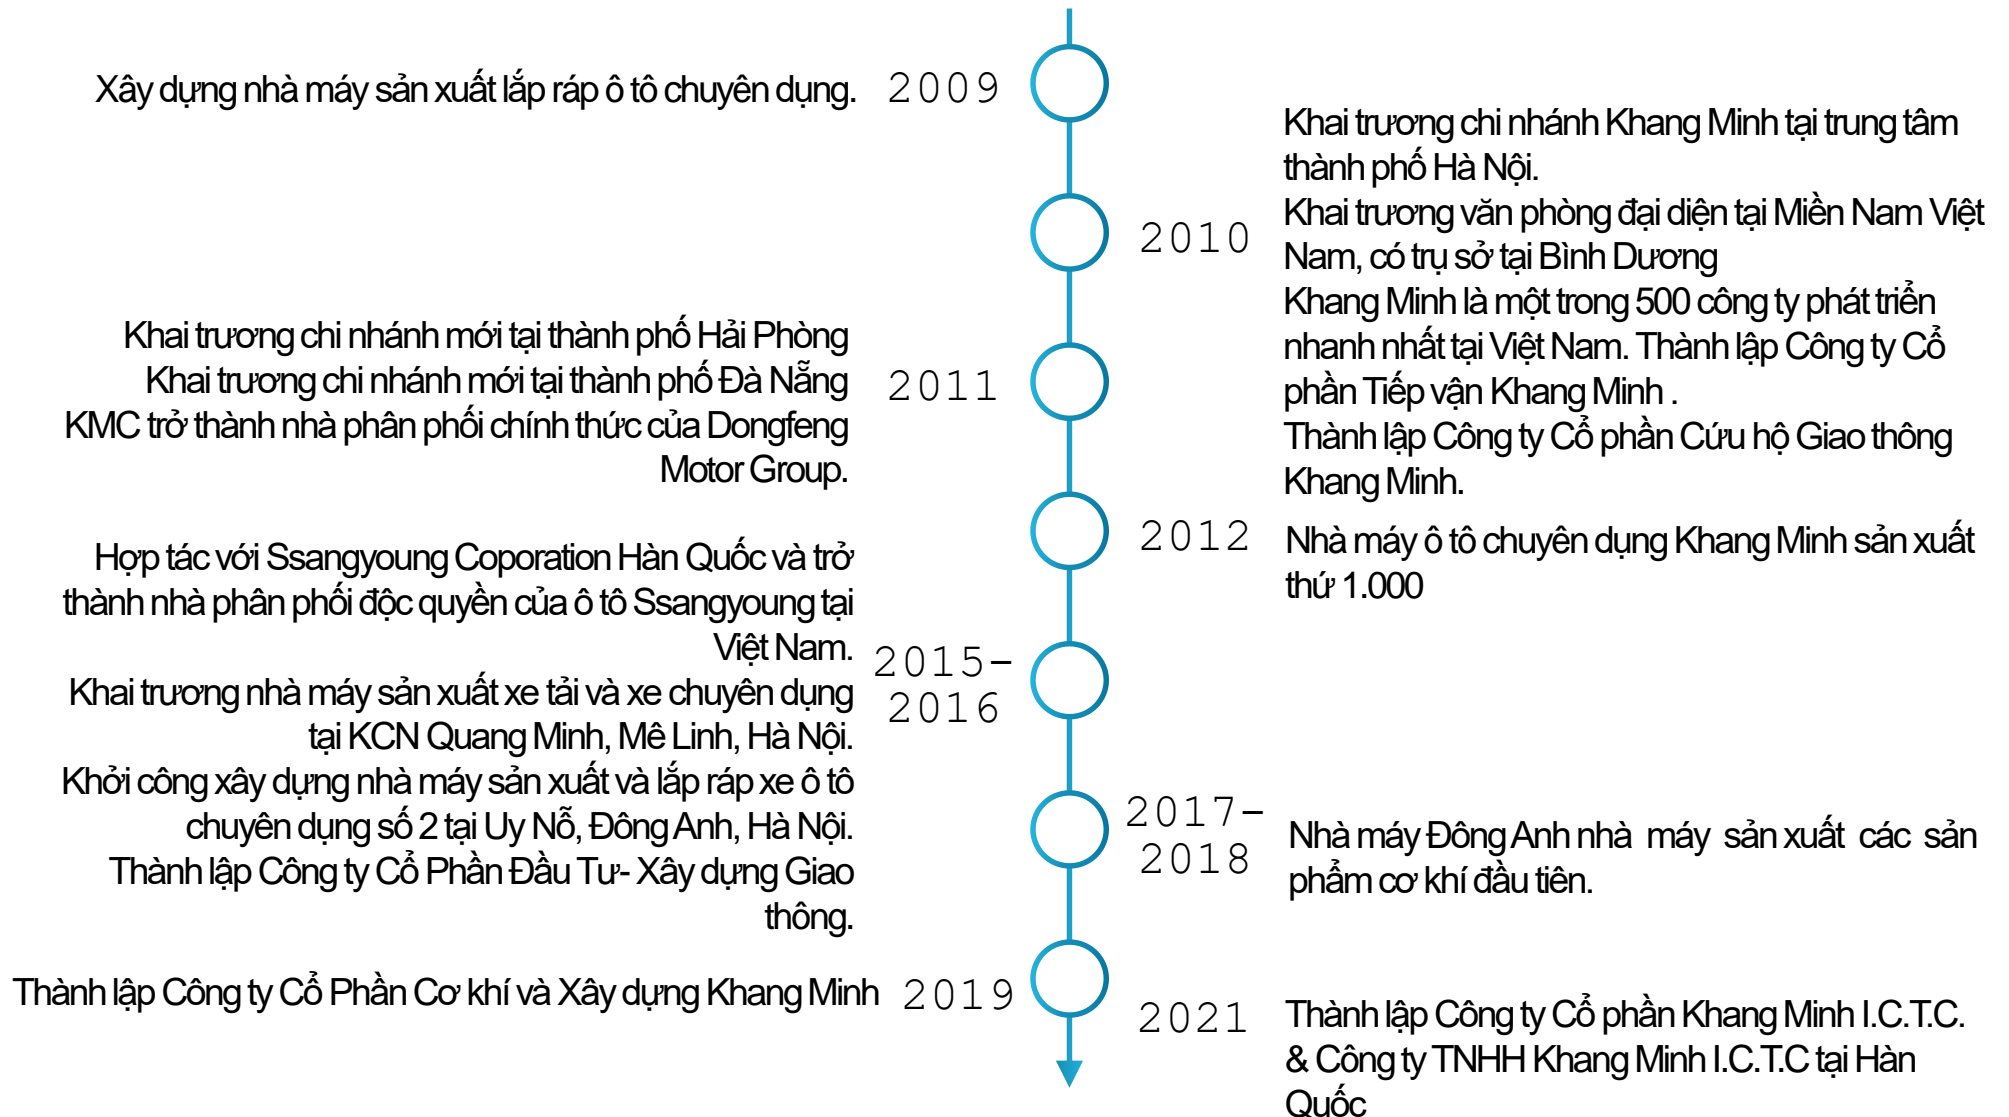 Xây dựng nhà máy sản xuất lắp ráp ô tô chuyên dụng.
2009
Khai trương chi nhánh Khang Minh tại trung tâm
thành phố Hà Nội.
Khai trương văn phòng đại diện tại Miền Nam Việt
Nam, có trụ sở tại Bình Dương
Khang Minh là một trong 500 công ty phát triển
nhanh nhất tại Việt Nam. Thành lập Công ty Cổ
phần Tiếp vận Khang Minh .
Thành lập Công ty Cổ phần Cứu hộ Giao thông
Khang Minh.
2010
Khai trương chi nhánh mới tại thành phố Hải Phòng
Khai trương chi nhánh mới tại thành phố Đà Nẵng
KMC trở thành nhà phân phối chính thức của Dongfeng
Motor Group.
2011
2012
Nhà máy ô tô chuyên dụng Khang Minh sản xuất
thứ 1.000
Hợp tác với Ssangyoung Coporation Hàn Quốc và trở
thành nhà phân phối độc quyền của ô tô Ssangyoung tại
Việt Nam.
Khai trương nhà máy sản xuất xe tải và xe chuyên dụng
tại KCN Quang Minh, Mê Linh, Hà Nội.
Khởi công xây dựng nhà máy sản xuất và lắp ráp xe ô tô
chuyên dụng số 2 tại Uy Nỗ, Đông Anh, Hà Nội.
Thành lập Công ty Cổ Phần Đầu Tư- Xây dựng Giao
thông.
2015-
2016
2017-
2018
Nhà máy Đông Anh nhà máy sản xuất các sản
phẩm cơ khí đầu tiên.
Thành lập Công ty Cổ Phần Cơ khí và Xây dựng Khang Minh
2019
2021
Thành lập Công ty Cổ phần Khang Minh I.C.T.C.
& Công ty TNHH Khang Minh I.C.T.C tại Hàn
Quốc